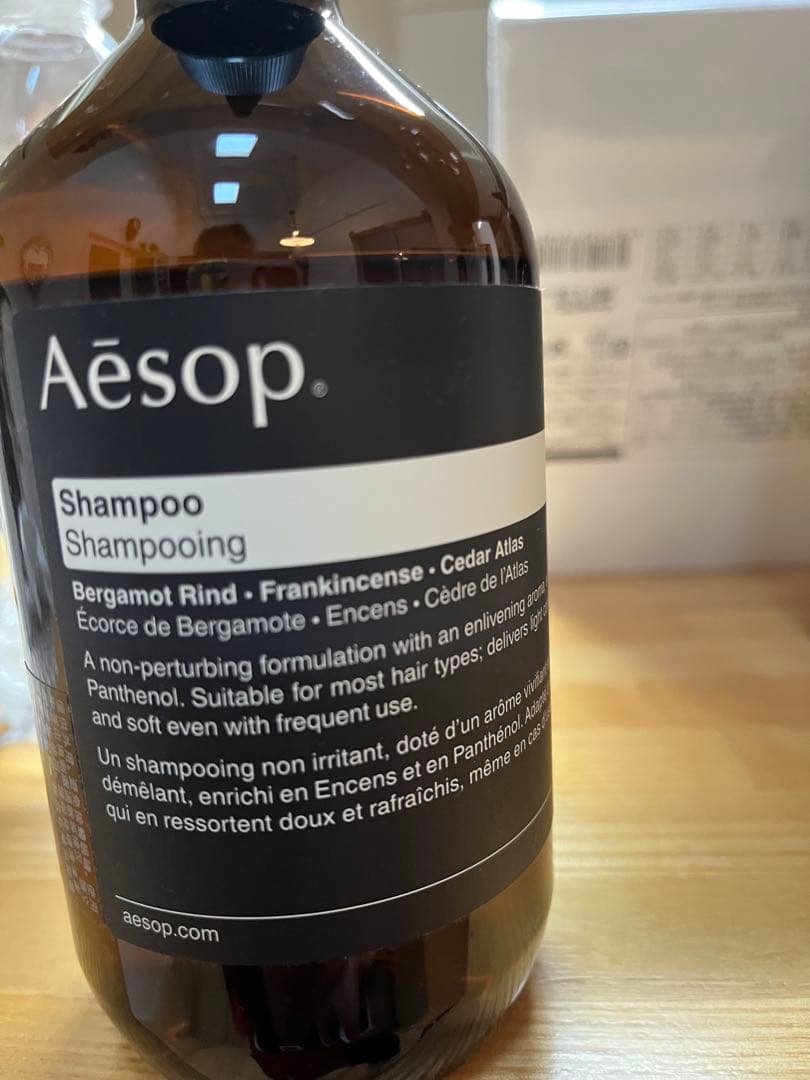 Aēsop®
Shampoo
Shampooing
Bergamot Rind • Frankincense • Cedar Atlas
Écorce de Bergamote • Encens • Cèdre de l'Atlas
A non-perturbing formulation with an enlivening aroma
Panthenol. Suitable for most hair types; delivers light
and soft even with frequent use.
Un shampooing non irritant, doté d'un arôme vivifiant
démêlant, enrichi en Encens et en Panthénol.
qui en ressortent doux et rafraîchis, même en cas
aesop.com